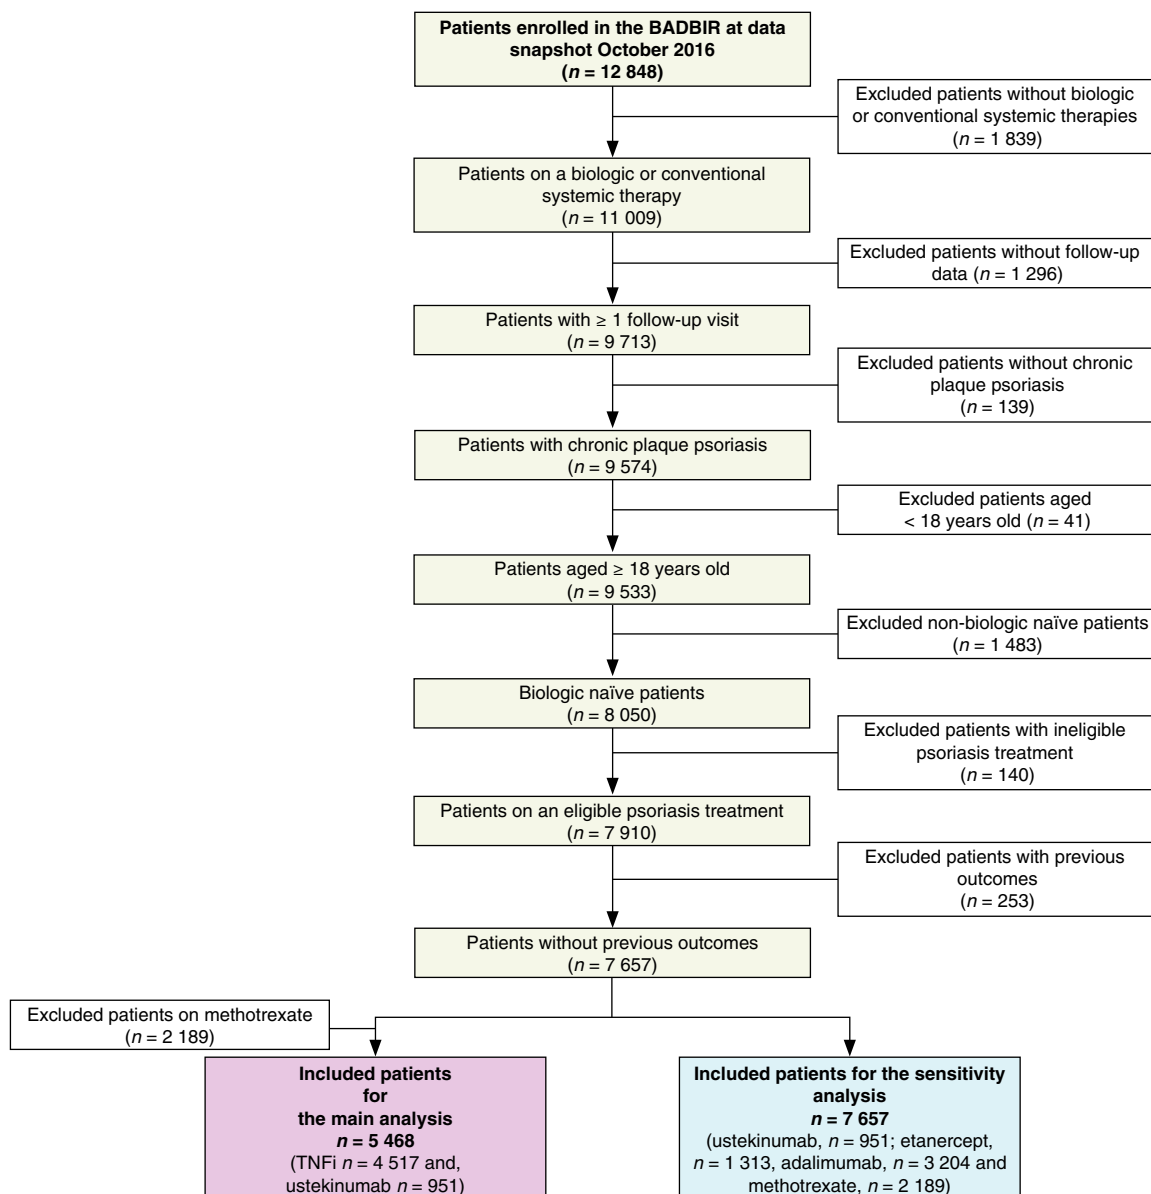 Patients enrolled in the BADBIR at data
snapshot October 2016
(n = 12 848)
Excluded patients without biologic
or conventional systemic therapies
(n = 1 839)
Patients on a biologic or conventional
systemic therapy
(n = 11 009)
Excluded patients without follow-up
data (n = 1 296)
Patients with ≥ 1 follow-up visit
(n = 9 713)
Excluded patients without chronic
plaque psoriasis
(n = 139)
Patients with chronic plaque psoriasis
(n = 9 574)
Excluded patients aged
< 18 years old (n = 41)
Patients aged ≥ 18 years old
(n = 9 533)
Excluded non-biologic naïve patients
(n = 1 483)
Biologic naïve patients
(n = 8 050)
Excluded patients with ineligible
psoriasis treatment
(n = 140)
Patients on an eligible psoriasis treatment
(n = 7 910)
Excluded patients with previous
outcomes
(n = 253)
Patients without previous outcomes
(n = 7 657)
Excluded patients on methotrexate
(n = 2 189)
Included patients
for
the main analysis
n = 5 468
(TNFi n = 4 517 and,
ustekinumab n = 951)
Included patients for the sensitivity
analysis
n = 7 657
(ustekinumab, n = 951; etanercept,
n = 1 313, adalimumab, n = 3 204 and
methotrexate, n = 2 189)